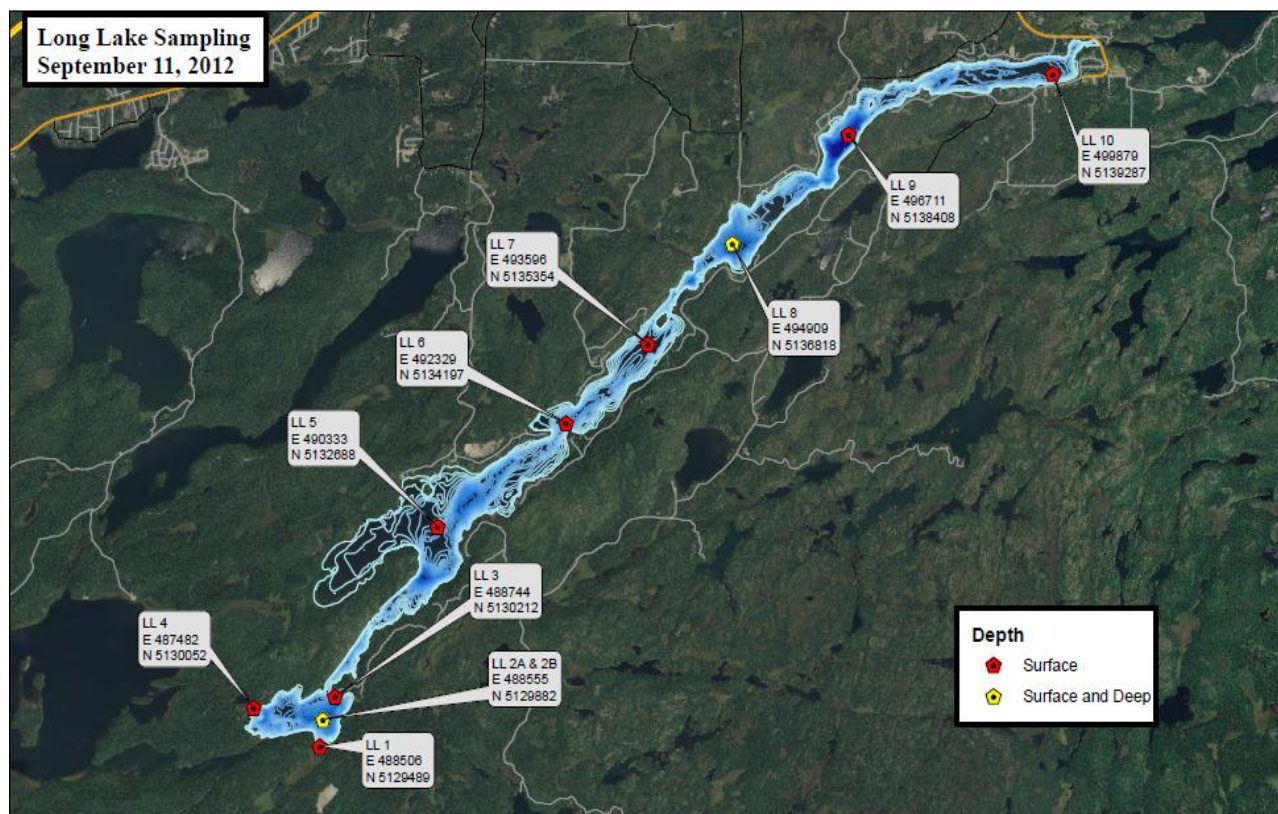 Long Lake Sampling
September 11, 2012
LL 10
E 499879
N 5139287
LL 9
E 496711
N 5138408
LL 7
E 493596
N 5135354
LL 8
E 494909
N 5136818
LL 6
E 492329
N 5134197
LL 5
E 490333
N 5132688
LL 3
E 488744
N 5130212
LL 4
E 487482
N 5130052
LL 2A & 2B
E 488555
N 5129882
LL 1
E 488506
N 5129489
Depth
Surface
Surface and Deep